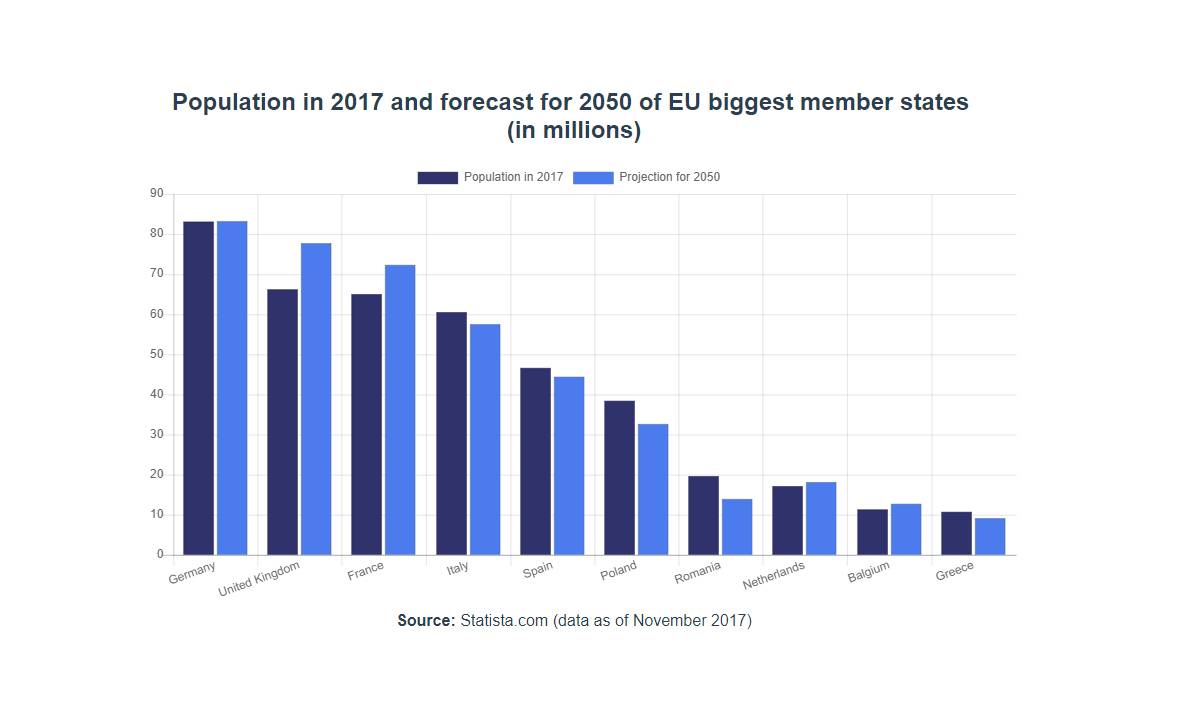 Population in 2017 and forecast for 2050 of EU biggest member states
(in millions)
Population in 2017 Projection for 2050
90
80
70
60
50
40
30
20
10
0
Germany United Kingdom France Italy Spain Poland Romania Netherlands Balgium Greece
Source: Statista.com (data as of November 2017)